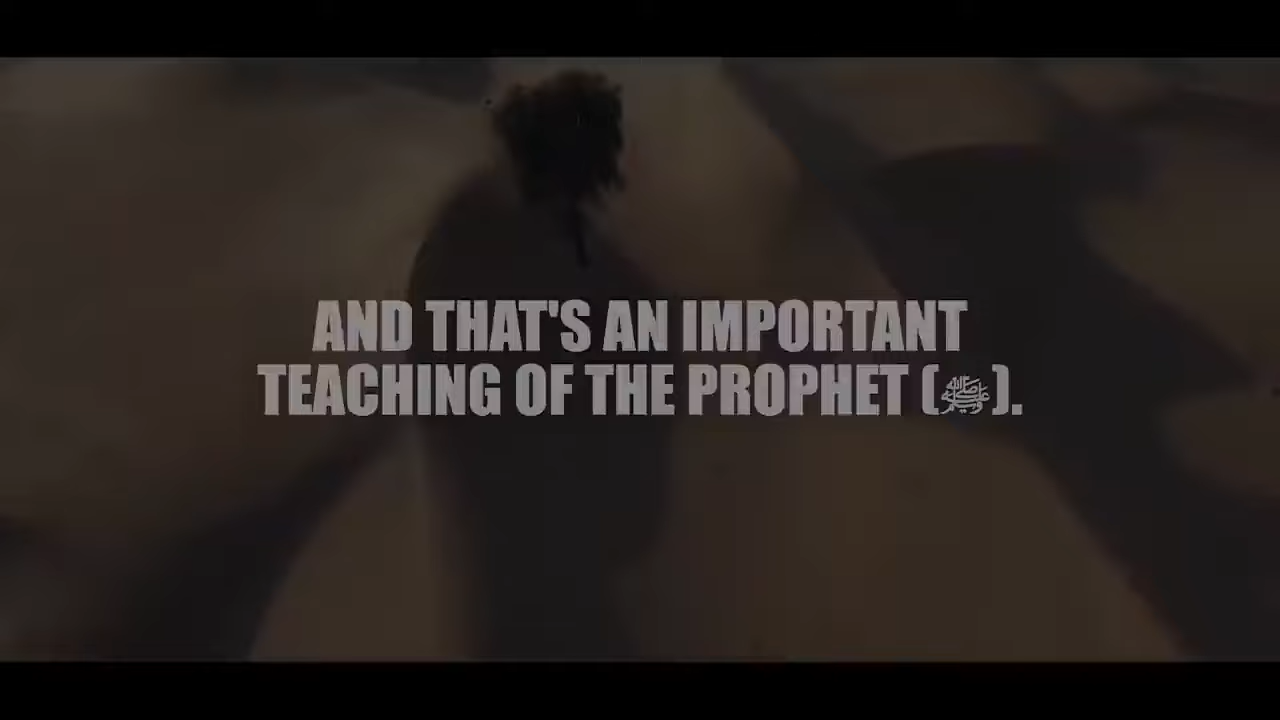 AND THAT'S AN IMPORTANT
TEACHING OF THE PROPHET (ﷺ).